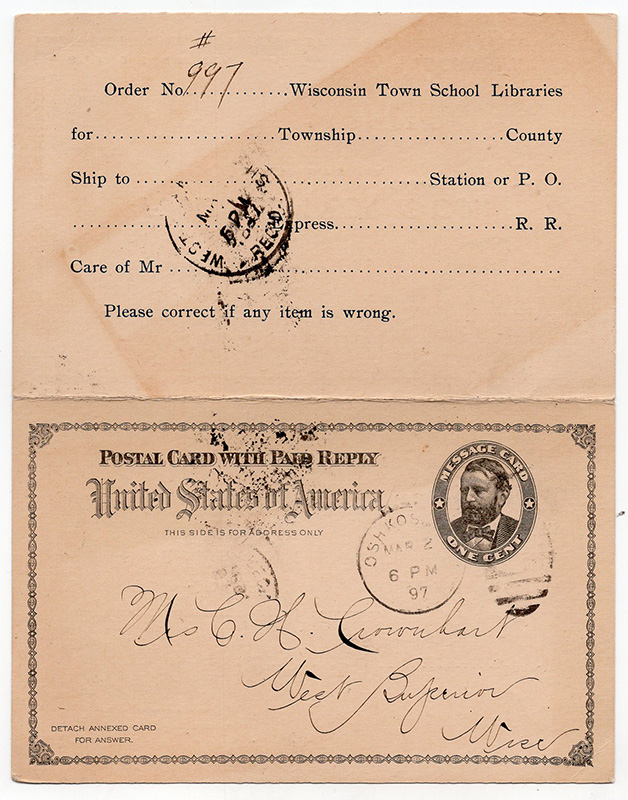 #
Order No. 997 ............ Wisconsin Town School Libraries
for ........................ Township .................... County
Ship to ........................................ Station or P. O.
........................ press ........................ R. R.
Care of Mr ............................................................
WEST
6 PM
REC'D.
Please correct if any item is wrong.
POSTAL CARD WITH PAID REPLY
United States of America
THIS SIDE IS FOR ADDRESS ONLY
MESSAGE CARD
ONE CENT
OSHKOSH
MAR 2
6 PM
97
C. H. Crownhart
West Superior
Wisc
DETACH ANNEXED CARD
FOR ANSWER.